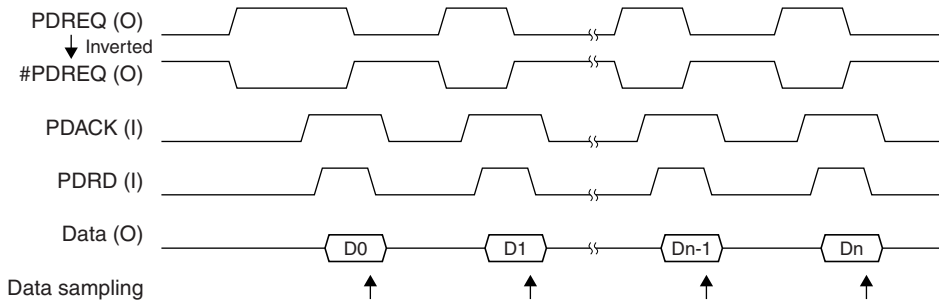 PDREQ (O)
Inverted
#PDREQ (O)
PDACK (I)
PDRD (I)
Data (O)
D0 D1 Dn-1 Dn
Data sampling